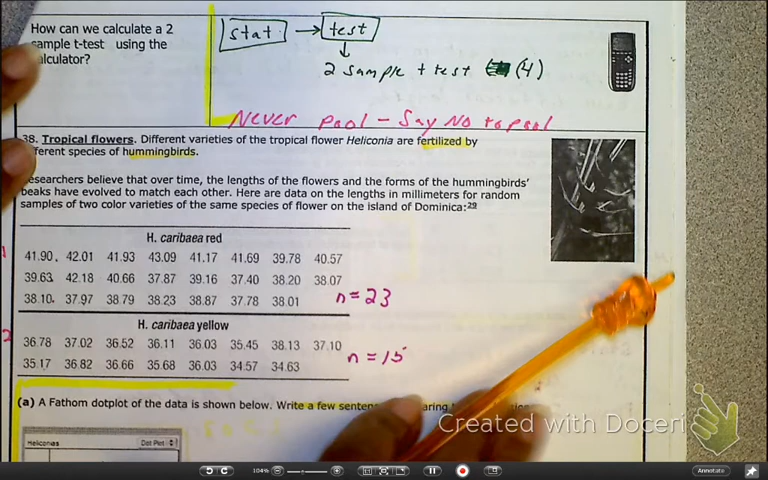 How can we calculate a 2
sample t-test using the
calculator?
stat → test
↓
2 sample t test (4)
Never pool - Say No to pool
38. Tropical flowers. Different varieties of the tropical flower Heliconia are fertilized by
different species of hummingbirds.
Researchers believe that over time, the lengths of the flowers and the forms of the hummingbirds'
beaks have evolved to match each other. Here are data on the lengths in millimeters for random
samples of two color varieties of the same species of flower on the island of Dominica:29
1
H. caribaea red
41.90 42.01 41.93 43.09 41.17 41.69 39.78 40.57
39.63 42.18 40.66 37.87 39.16 37.40 38.20 38.07
38.10 37.97 38.79 38.23 38.87 37.78 38.01
n = 23
2
H. caribaea yellow
36.78 37.02 36.52 36.11 36.03 35.45 38.13 37.10
35.17 36.82 36.66 35.68 36.03 34.57 34.63
n = 15
(a) A Fathom dotplot of the data is shown below. Write a few
Heliconias Dot Plot
Created with Doceri
104%
Annotate